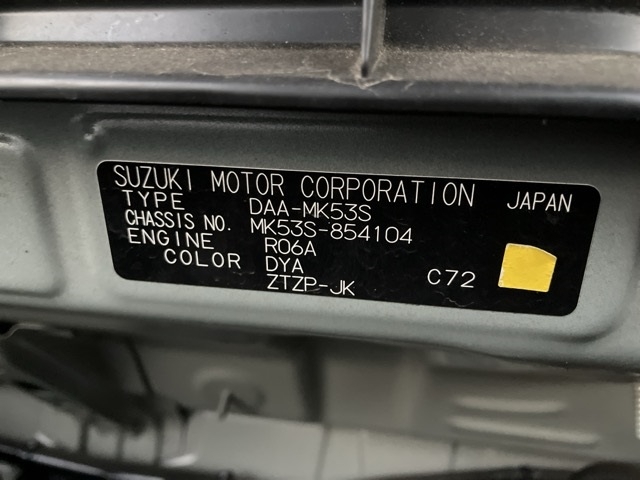 SUZUKI MOTOR CORPORATION JAPAN
TYPE DAA-MK53S
CHASSIS NO. MK53S-854104
ENGINE R06A
COLOR DYA
ZTZP-JK C72